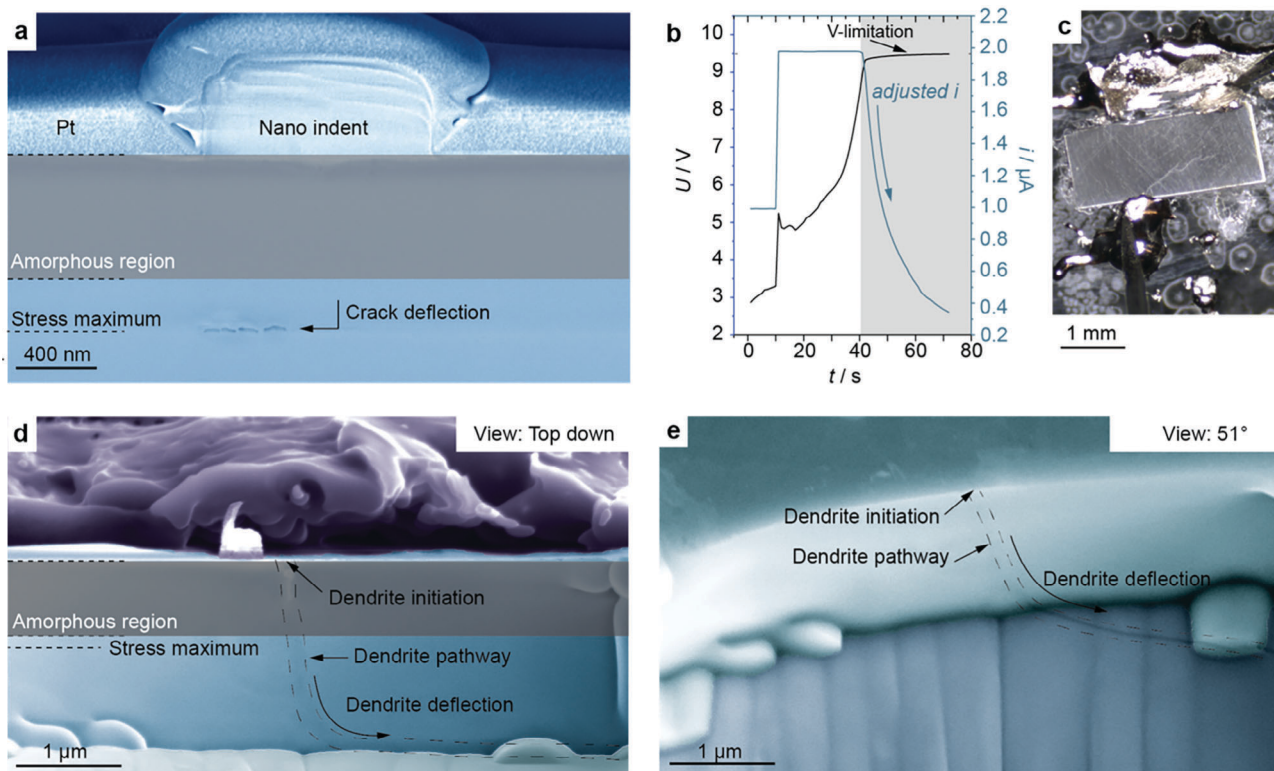 a
Pt
Nano indent
Amorphous region
Stress maximum
Crack deflection
400 nm
b
10
9
8
7
6
5
4
3
2
U / V
V-limitation
adjusted i
2.2
2.0
1.8
1.6
1.4
1.2
1.0
0.8
0.6
0.4
0.2
i / µA
0 20 40 60 80
t / s
c
1 mm
d
View: Top down
Dendrite initiation
Amorphous region
Stress maximum
Dendrite pathway
Dendrite deflection
1 µm
e
View: 51°
Dendrite initiation
Dendrite pathway
Dendrite deflection
1 µm